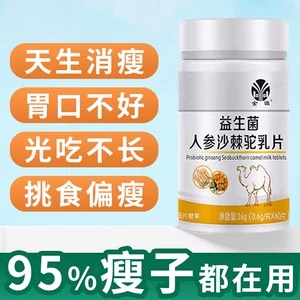 天生消瘦
胃口不好
光吃不长
挑食偏瘦
益生菌
人参沙棘驼乳片
Probiotic ginseng Seabuckthorn camel milk tablets
净含量:36g(0.6g/片X60片)
95%瘦子都在用